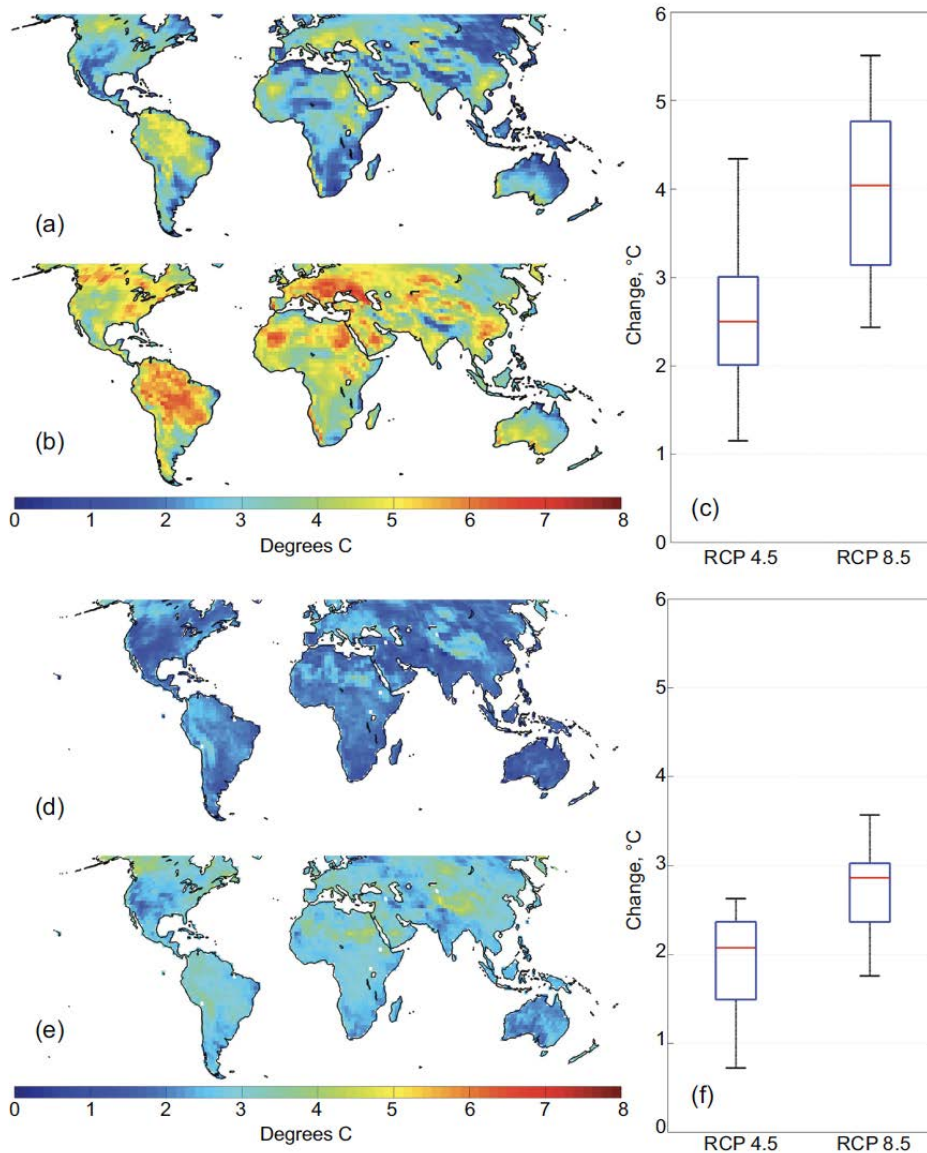 (a)
(b)
0 1 2 3 4 5 6 7 8
Degrees C
6
5
4
3
2
1
0
Change, °C
(c)
RCP 4.5 RCP 8.5
(d)
(e)
0 1 2 3 4 5 6 7 8
Degrees C
6
5
4
3
2
1
0
Change, °C
(f)
RCP 4.5 RCP 8.5